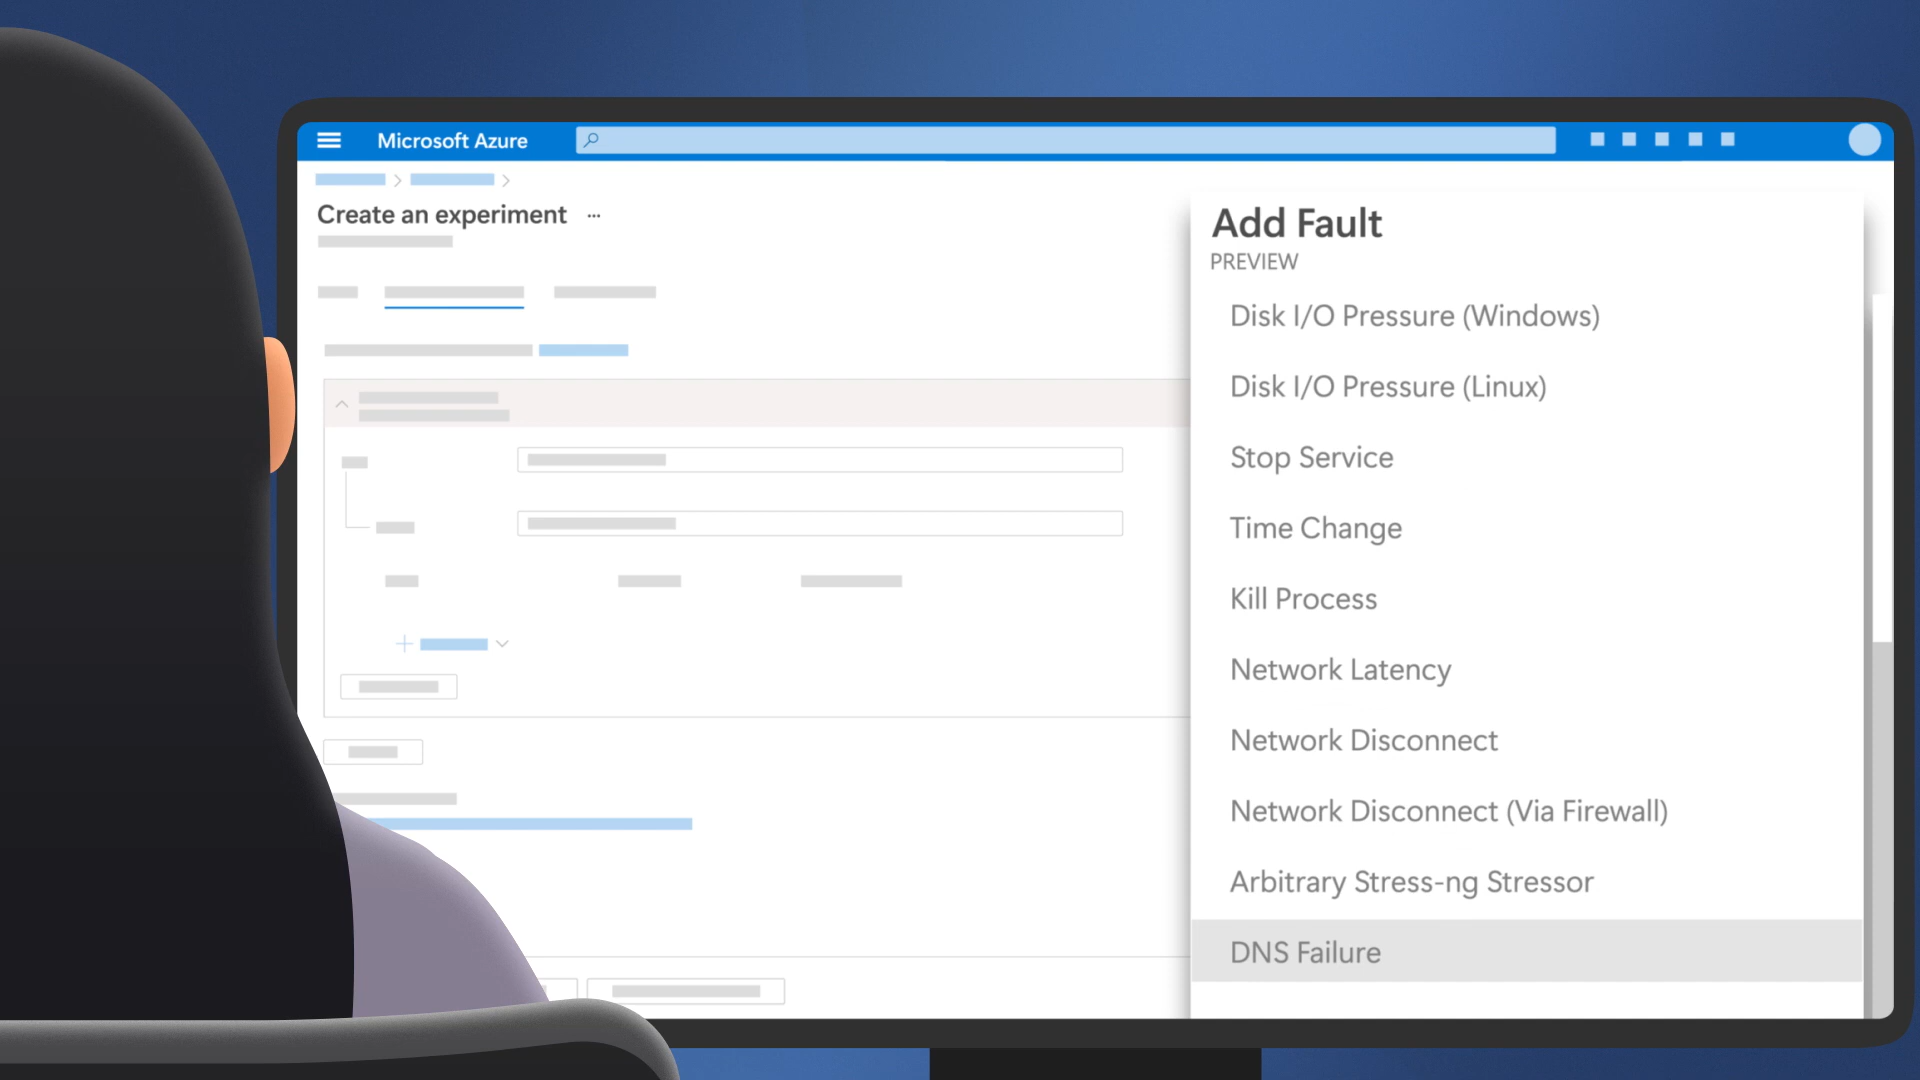 Microsoft Azure
Create an experiment ...
Add Fault
PREVIEW
Disk I/O Pressure (Windows)
Disk I/O Pressure (Linux)
Stop Service
Time Change
Kill Process
Network Latency
Network Disconnect
Network Disconnect (Via Firewall)
Arbitrary Stress-ng Stressor
DNS Failure